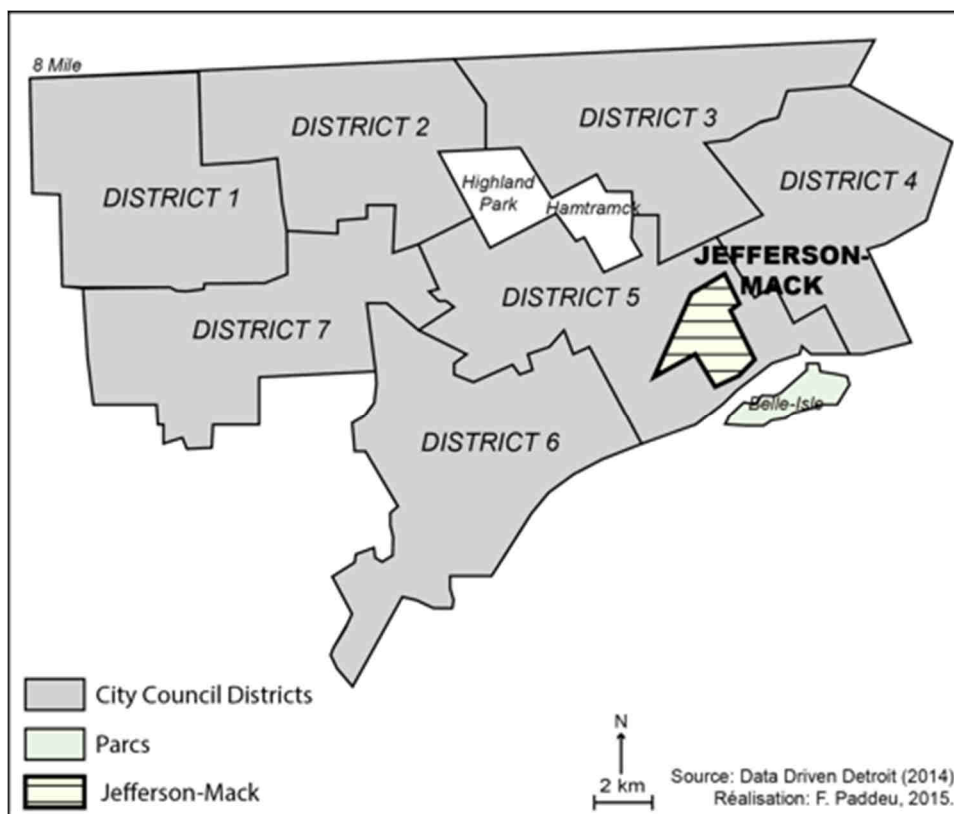 8 Mile
DISTRICT 2
DISTRICT 3
DISTRICT 1
Highland
Park
Hamtramck
DISTRICT 4
JEFFERSON-
MACK
DISTRICT 5
DISTRICT 7
Belle-Isle
DISTRICT 6
City Council Districts
Parcs
Jefferson-Mack
N
2 km
Source: Data Driven Detroit (2014)
Réalisation: F. Paddeu, 2015.